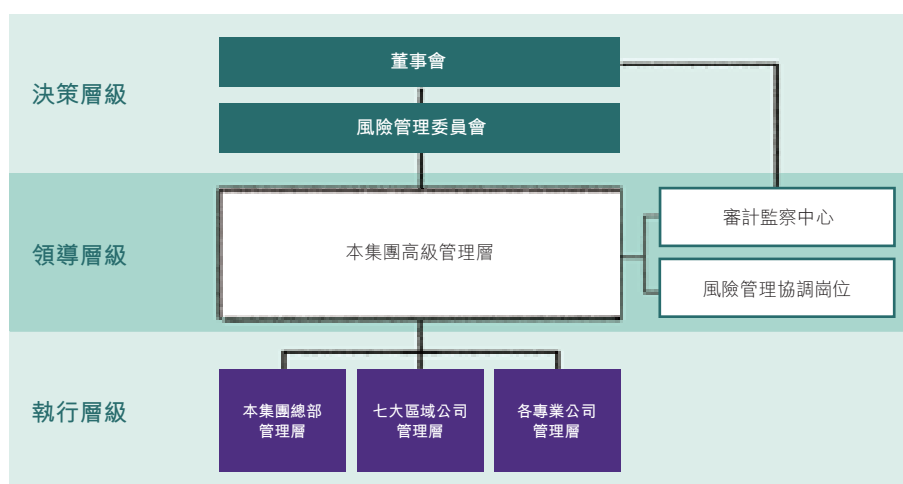 決策層級
董事會
風險管理委員會
領導層級
本集團高級管理層
審計監察中心
風險管理協調崗位
執行層級
本集團總部
管理層
七大區域公司
管理層
各專業公司
管理層